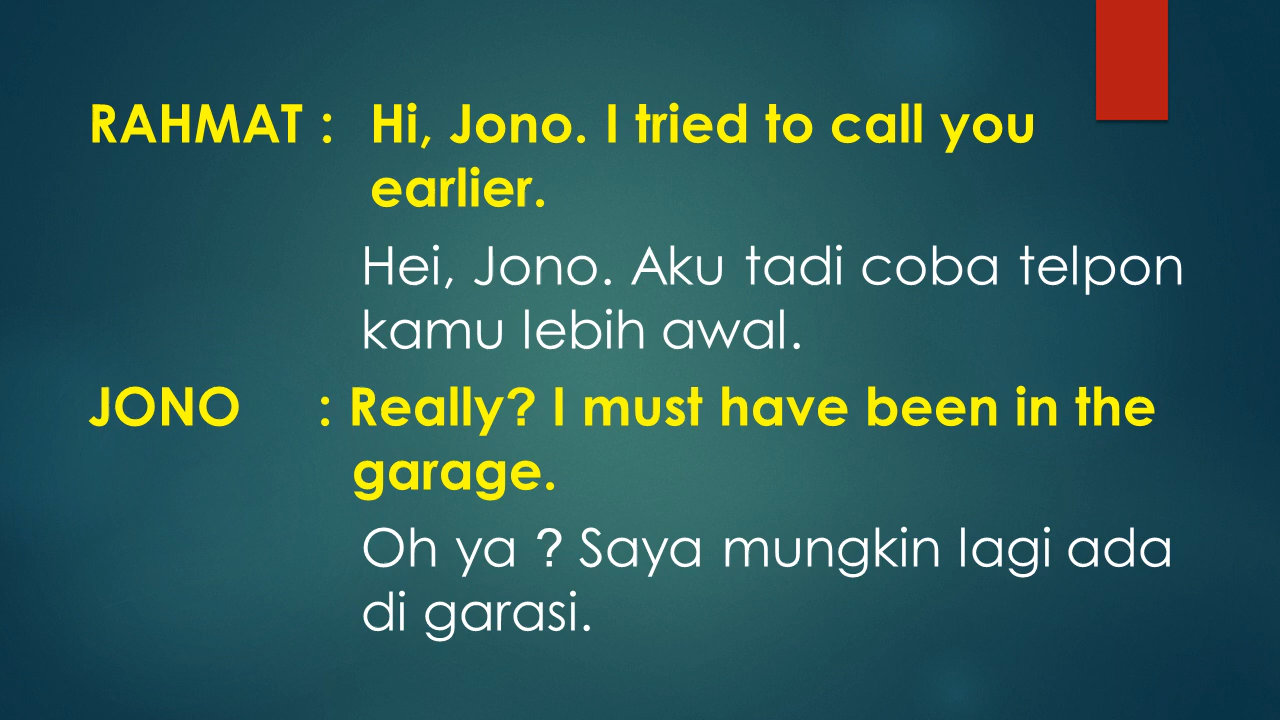 RAHMAT : Hi, Jono. I tried to call you
earlier.
Hei, Jono. Aku tadi coba telpon
kamu lebih awal.
JONO : Really? I must have been in the
garage.
Oh ya ? Saya mungkin lagi ada
di garasi.